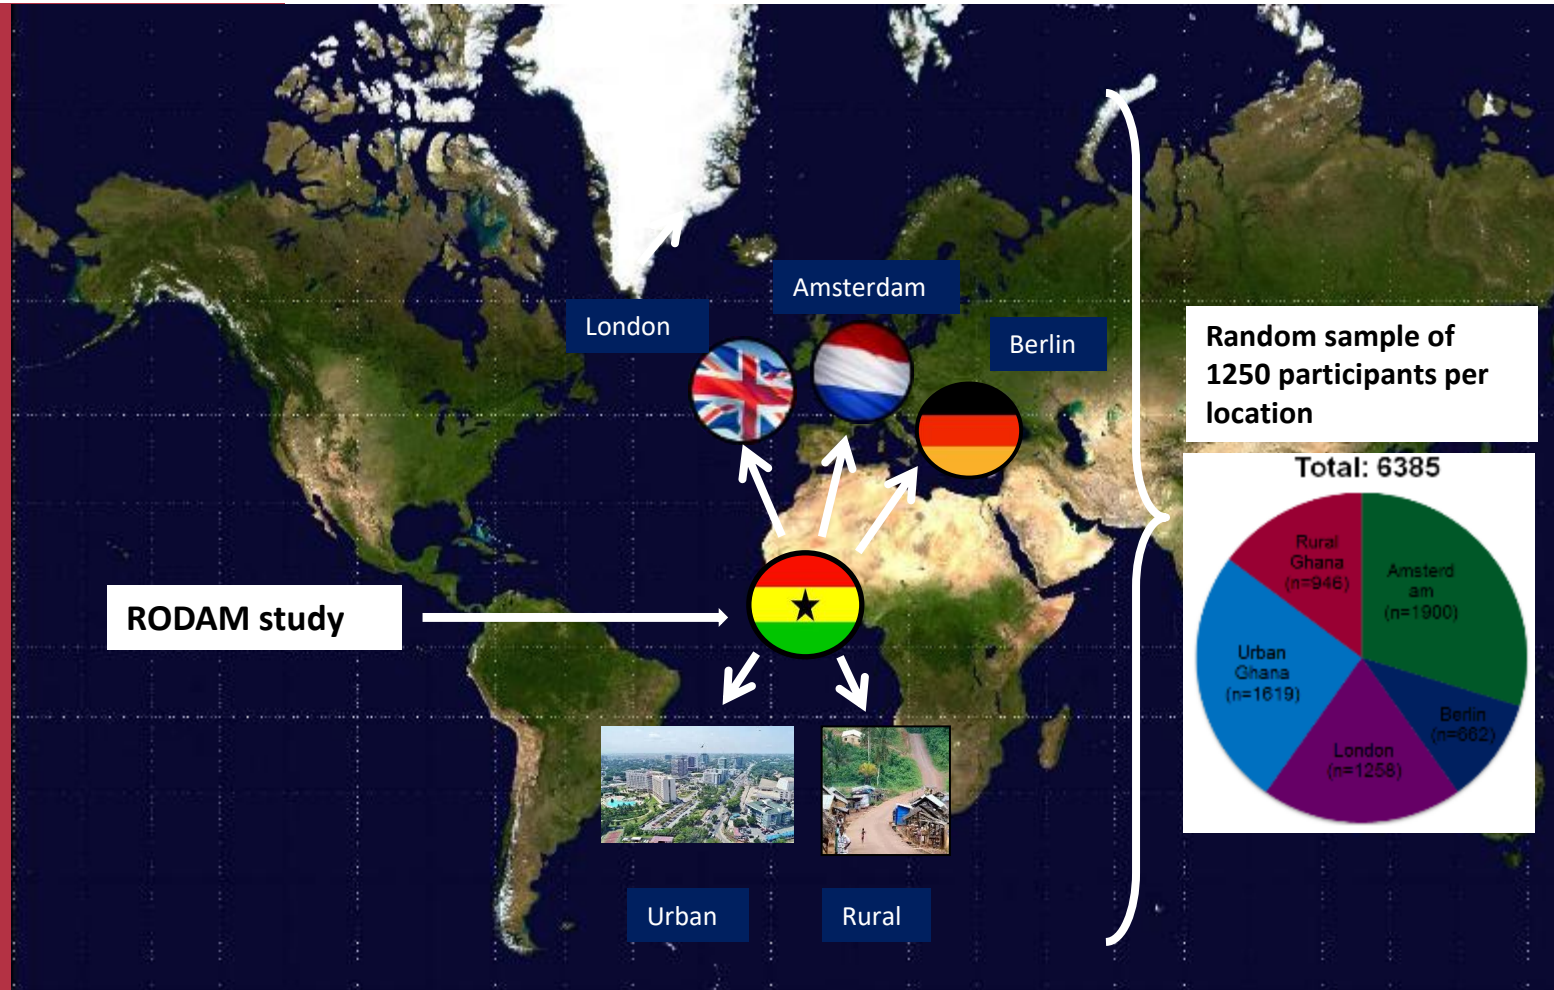 London
Amsterdam
Berlin
Random sample of
1250 participants per
location
Total: 6385
Rural
Ghana
(n=946)
Amsterd
am
(n=1900)
Urban
Ghana
(n=1619)
Berlin
(n=662)
London
(n=1258)
RODAM study
Urban
Rural